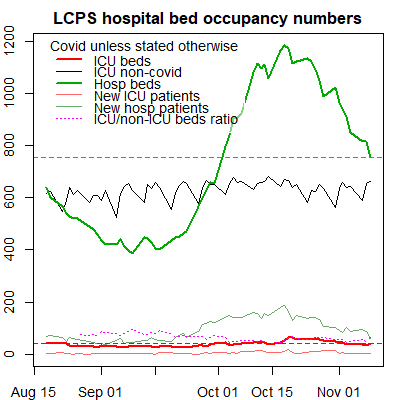 LCPS hospital bed occupancy numbers
Covid unless stated otherwise
ICU beds
ICU non-covid
Hosp beds
New ICU patients
New hosp patients
ICU/non-ICU beds ratio
1200
1000
800
600
400
200
0
Aug 15 Sep 01 Oct 01 Oct 15 Nov 01